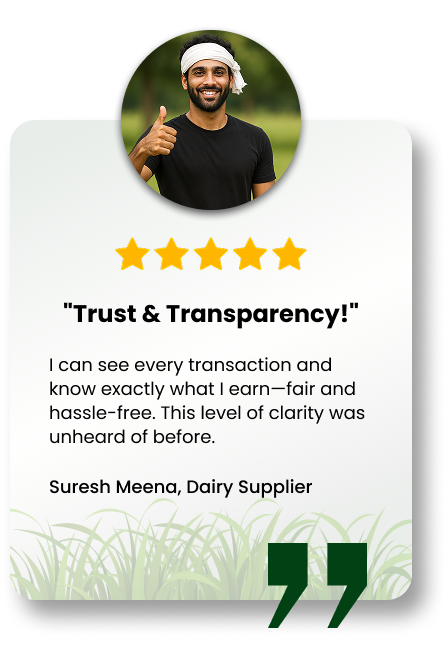 "Trust & Transparency!"
I can see every transaction and
know exactly what I earn—fair and
hassle-free. This level of clarity was
unheard of before.
Suresh Meena, Dairy Supplier